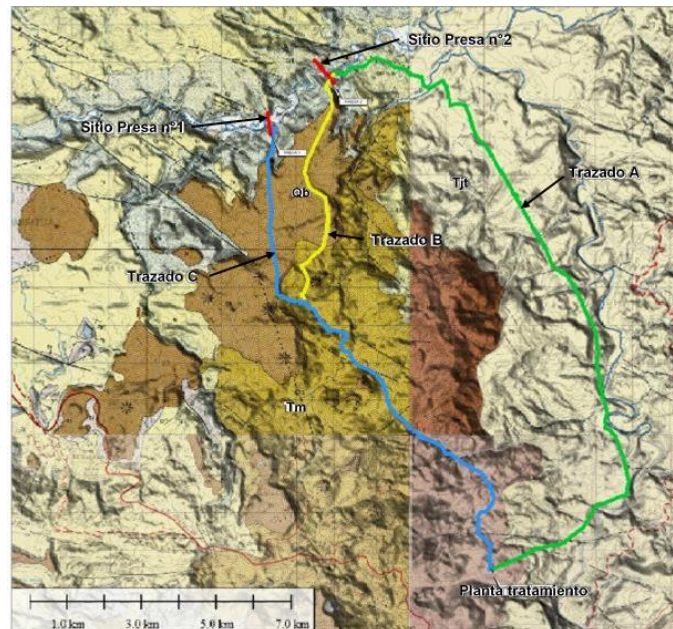 Sitio Presa n°2
Sitio Presa n°1
Tjt
Trazado A
Qb
Trazado B
Trazado C
Tm
Planta tratamiento
1.0 km 3.0 km 5.0 km 7.0 km